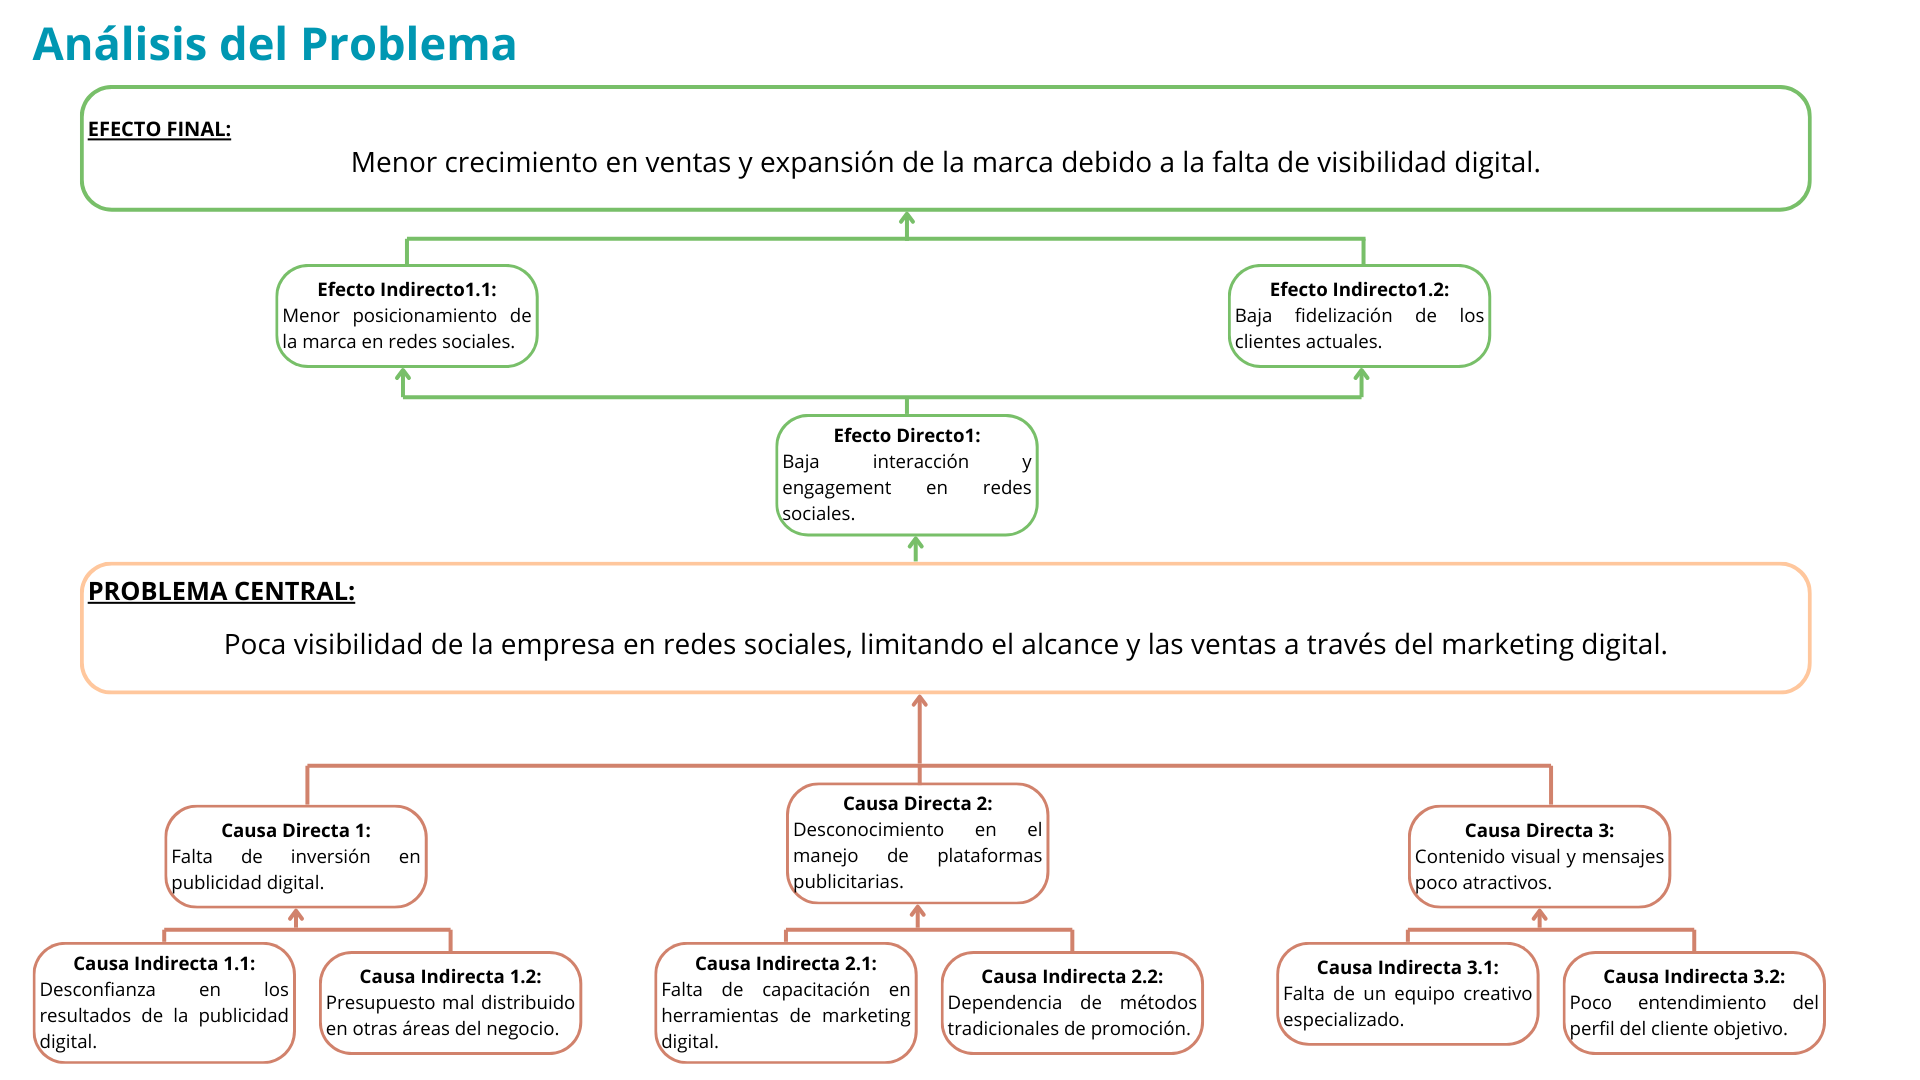 Análisis del Problema
EFECTO FINAL:
Menor crecimiento en ventas y expansión de la marca debido a la falta de visibilidad digital.
Efecto Indirecto1.1:
Menor posicionamiento de
la marca en redes sociales.
Efecto Indirecto1.2:
Baja fidelización de los
clientes actuales.
Efecto Directo1:
Baja interacción y
engagement en redes
sociales.
PROBLEMA CENTRAL:
Poca visibilidad de la empresa en redes sociales, limitando el alcance y las ventas a través del marketing digital.
Causa Directa 1:
Falta de inversión en
publicidad digital.
Causa Directa 2:
Desconocimiento en el
manejo de plataformas
publicitarias.
Causa Directa 3:
Contenido visual y mensajes
poco atractivos.
Causa Indirecta 1.1:
Desconfianza en los
resultados de la publicidad
digital.
Causa Indirecta 1.2:
Presupuesto mal distribuido
en otras áreas del negocio.
Causa Indirecta 2.1:
Falta de capacitación en
herramientas de marketing
digital.
Causa Indirecta 2.2:
Dependencia de métodos
tradicionales de promoción.
Causa Indirecta 3.1:
Falta de un equipo creativo
especializado.
Causa Indirecta 3.2:
Poco entendimiento del
perfil del cliente objetivo.